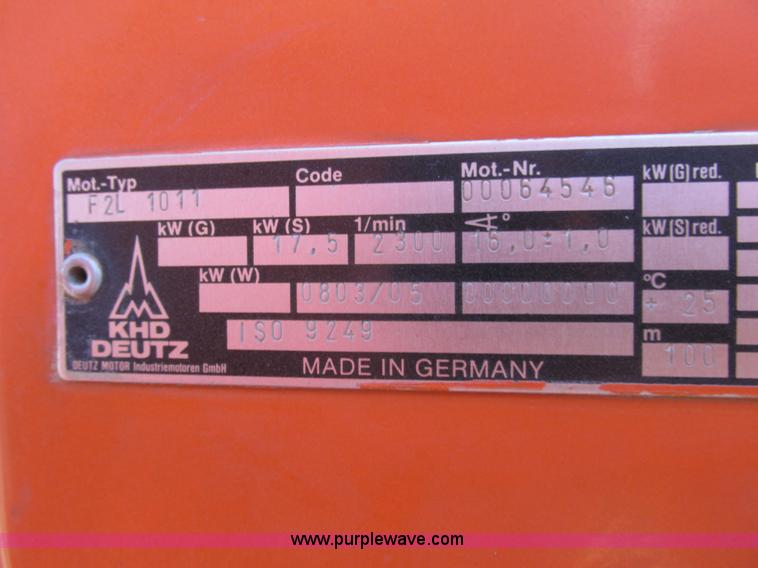 Mot.-Typ Code Mot.-Nr. kW(G)red.
F2L 1011 00064546
kW (G) kW (S) 1/min ∢° kW(S)red.
17,5 2300 16,0±1,0
kW (W) °C
0803/05 00000000 + 25
ISO 9249 m
100
KHD
DEUTZ
DEUTZ MOTOR Industriemotoren GmbH
MADE IN GERMANY
www.purplewave.com